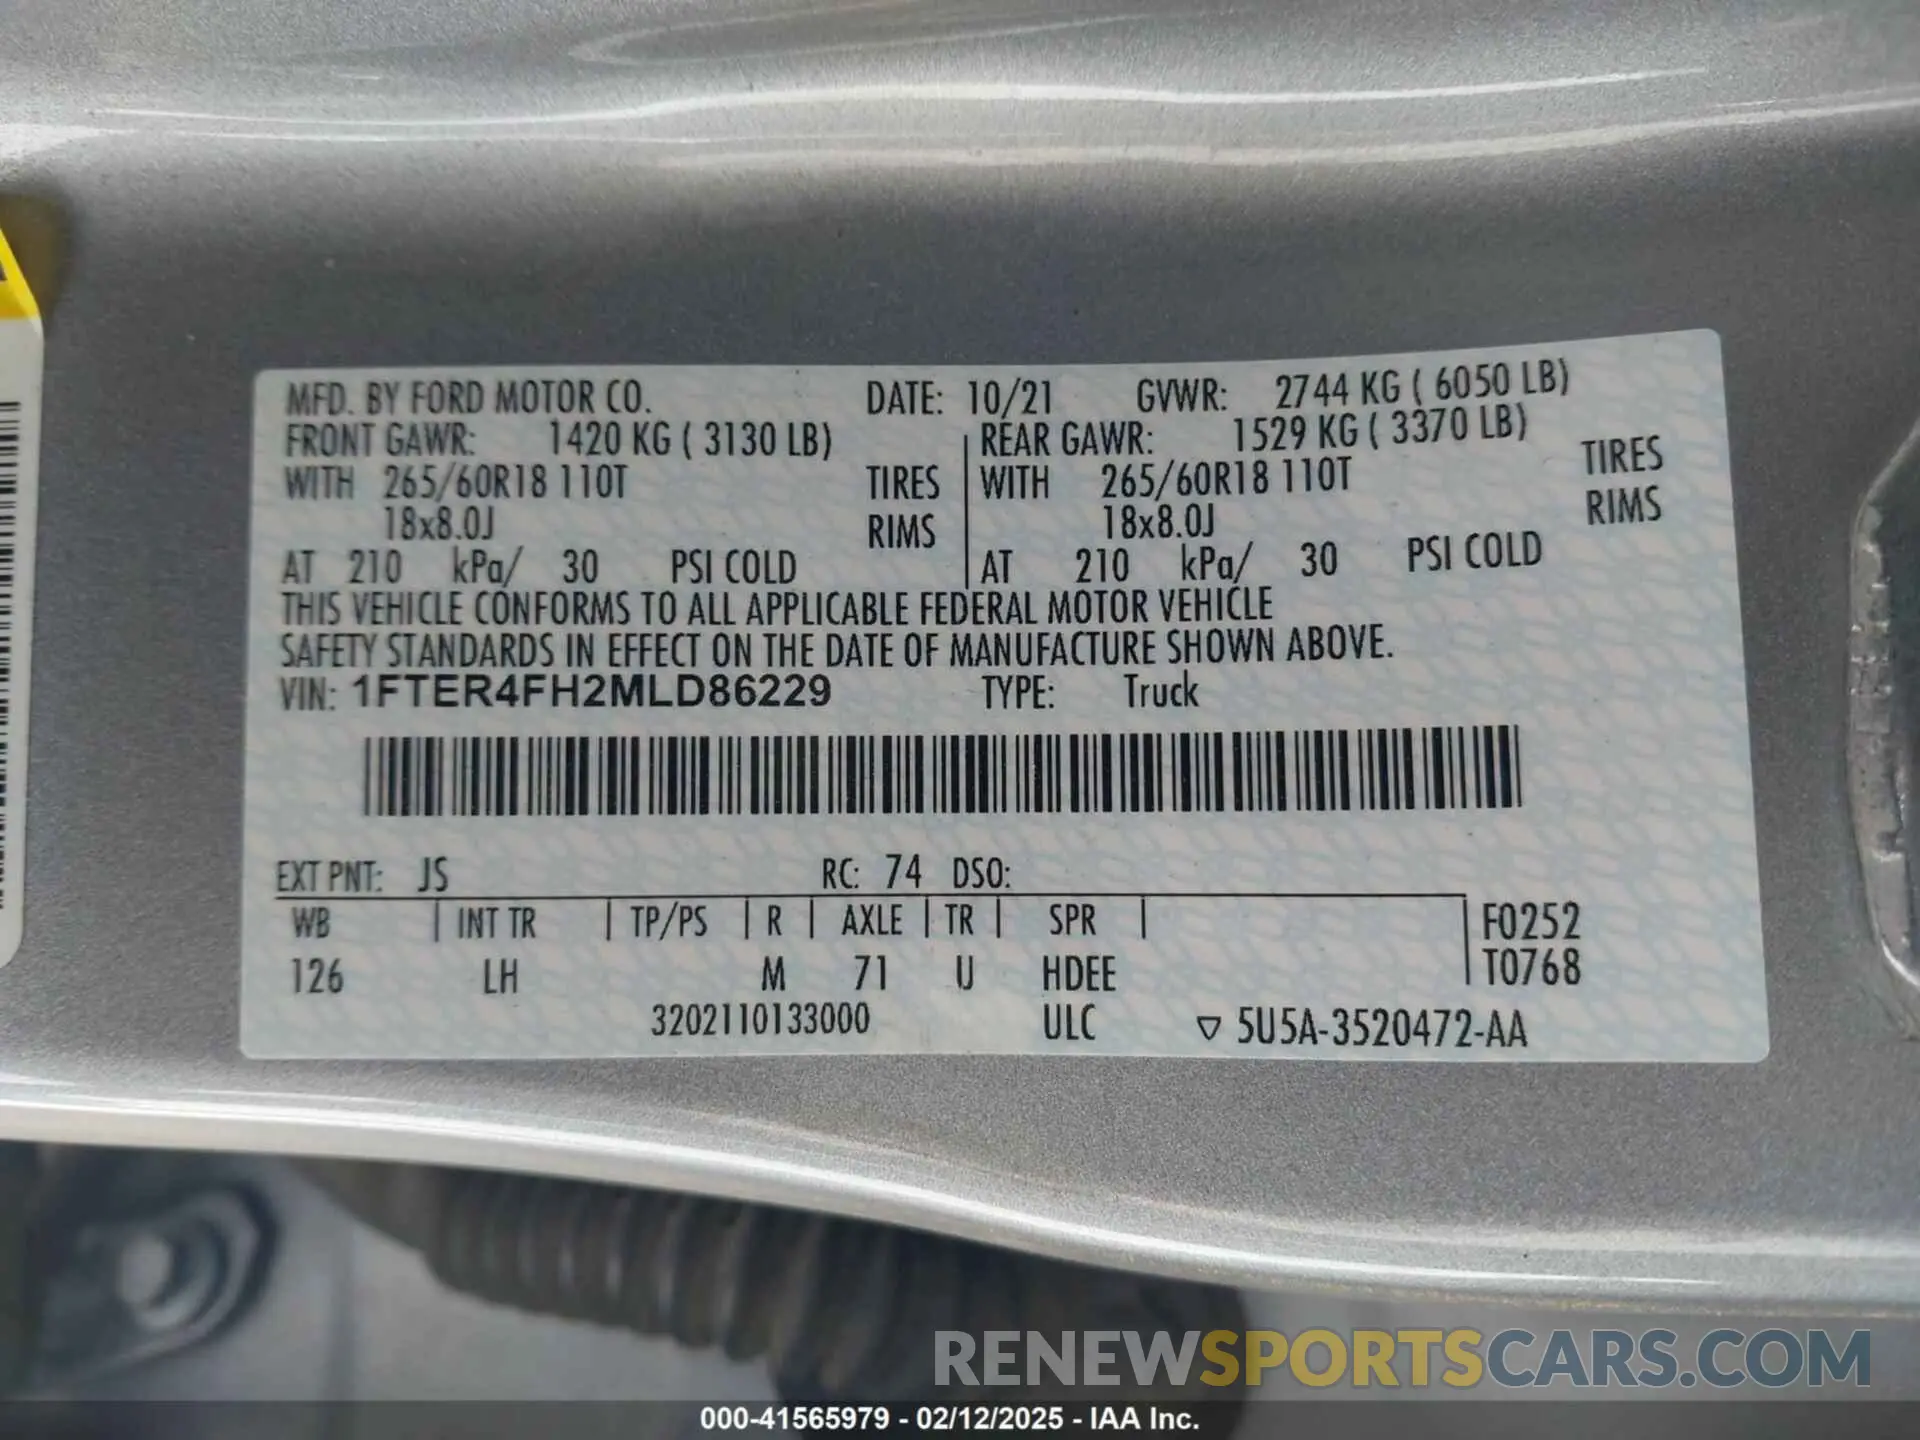 MFD. BY FORD MOTOR CO. DATE: 10/21 GVWR: 2744 KG ( 6050 LB)
FRONT GAWR: 1420 KG ( 3130 LB) REAR GAWR: 1529 KG ( 3370 LB)
WITH 265/60R18 110T TIRES WITH 265/60R18 110T TIRES
18x8.0J RIMS 18x8.0J RIMS
AT 210 kPa/ 30 PSI COLD AT 210 kPa/ 30 PSI COLD
THIS VEHICLE CONFORMS TO ALL APPLICABLE FEDERAL MOTOR VEHICLE
SAFETY STANDARDS IN EFFECT ON THE DATE OF MANUFACTURE SHOWN ABOVE.
VIN: 1FTER4FH2MLD86229 TYPE: Truck
EXT PNT: JS RC: 74 DSO:
WB INT TR TP/PS R AXLE TR SPR F0252
126 LH M 71 U HDEE T0768
3202110133000 ULC ▽ 5U5A-3520472-AA
RENEWSPORTSCARS.COM
000-41565979 - 02/12/2025 - IAA Inc.